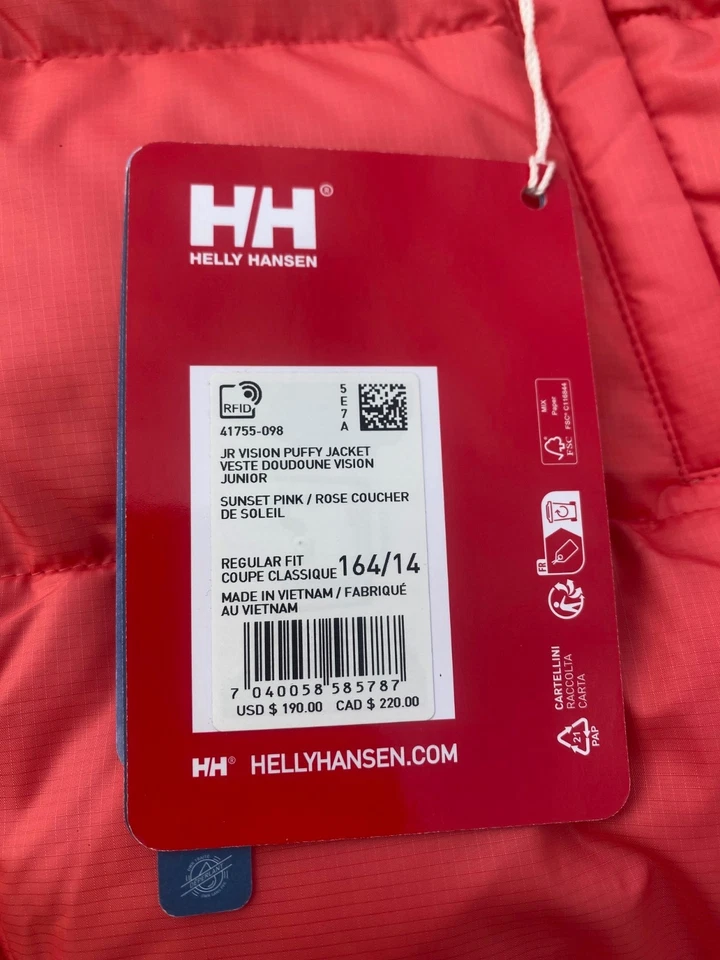 HH®
HELLY HANSEN
RFID
5
E
7
A
41755-098
JR VISION PUFFY JACKET
VESTE DOUDOUNE VISION
JUNIOR
SUNSET PINK / ROSE COUCHER
DE SOLEIL
REGULAR FIT
COUPE CLASSIQUE 164/14
MADE IN VIETNAM / FABRIQUÉ
AU VIETNAM
7 040058 585787
USD $ 190.00 CAD $ 220.00
HH® HELLYHANSEN.COM
MIX
Paper
FSC® C116844
FSC
FR
CARTELLINI
RACCOLTA
CARTA
21
PAP